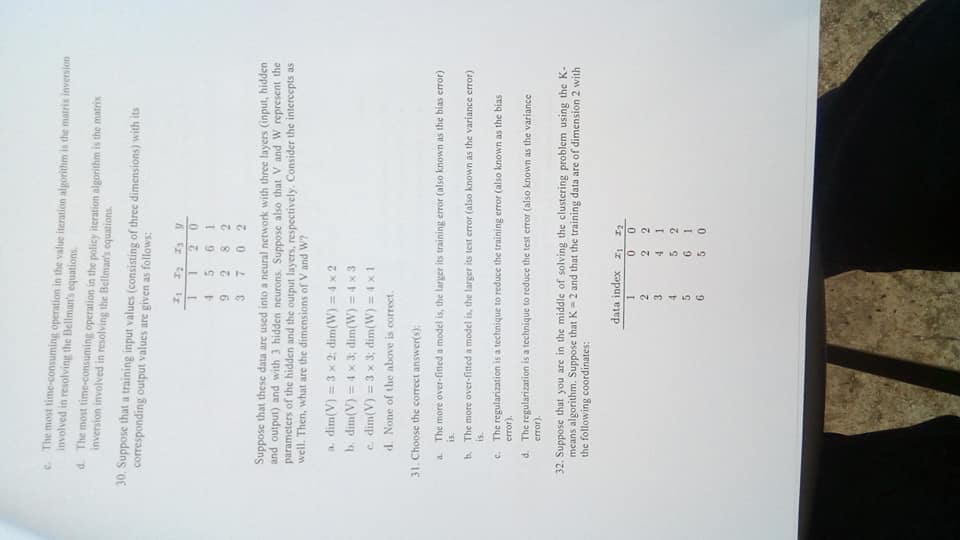 c. The most time-consuming operation in the value iteration algorithm is the matrix inversion
involved in resolving the Bellman's equations.
d. The most time-consuming operation in the policy iteration algorithm is the matrix
inversion involved in resolving the Bellman's equations.
30. Suppose that a training input values (consisting of three dimensions) with its
corresponding output values are given as follows:
x1 x2 x3 y
1 1 2 0
4 5 6 1
9 2 8 2
3 7 0 2
Suppose that these data are used into a neural network with three layers (input, hidden
and output) and with 3 hidden neurons. Suppose also that V and W represent the
parameters of the hidden and the output layers, respectively. Consider the intercepts as
well. Then, what are the dimensions of V and W?
a. dim(V) = 3 × 2; dim(W) = 4 × 2
b. dim(V) = 4 × 3; dim(W) = 4 × 3
c. dim(V) = 3 × 3; dim(W) = 4 × 1
d. None of the above is correct.
31. Choose the correct answer(s):
a. The more over-fitted a model is, the larger its training error (also known as the bias error)
is.
b. The more over-fitted a model is, the larger its test error (also known as the variance error)
is.
c. The regularization is a technique to reduce the training error (also known as the bias
error).
d. The regularization is a technique to reduce the test error (also known as the variance
error).
32. Suppose that you are in the middle of solving the clustering problem using the K-
means algorithm. Suppose that K = 2 and that the training data are of dimension 2 with
the following coordinates:
data index x1 x2
1 0 0
2 2 2
3 4 1
4 5 2
5 6 1
6 5 0